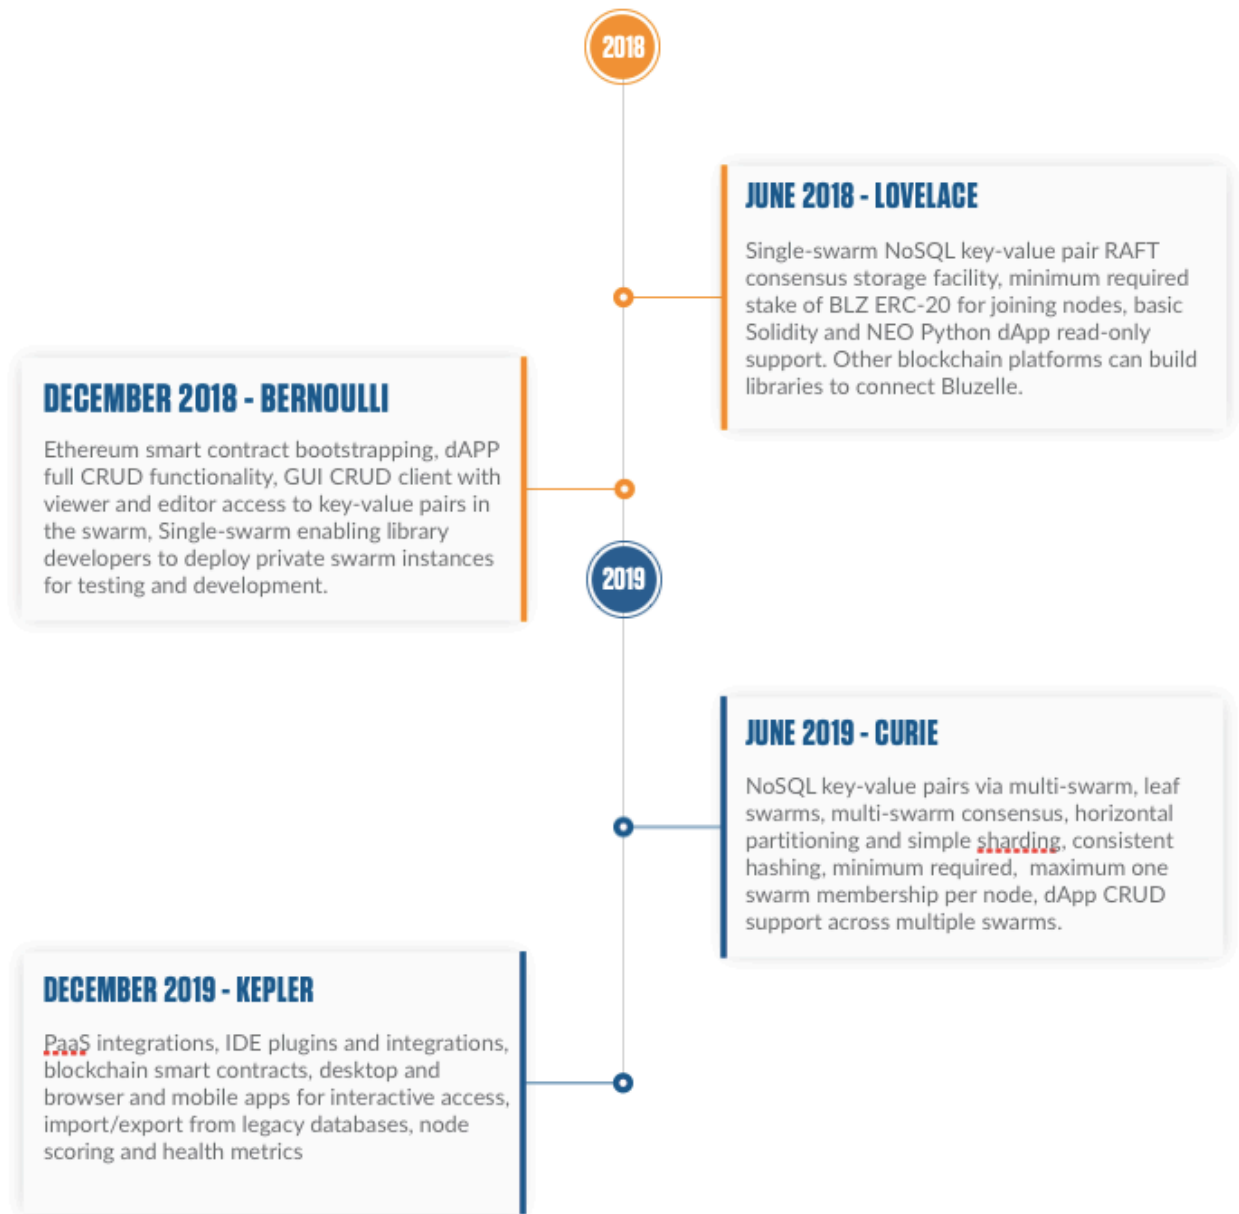 2018
JUNE 2018 - LOVELACE
Single-swarm NoSQL key-value pair RAFT
consensus storage facility, minimum required
stake of BLZ ERC-20 for joining nodes, basic
Solidity and NEO Python dApp read-only
support. Other blockchain platforms can build
libraries to connect Bluzelle.
DECEMBER 2018 - BERNOULLI
Ethereum smart contract bootstrapping, dAPP
full CRUD functionality, GUI CRUD client with
viewer and editor access to key-value pairs in
the swarm, Single-swarm enabling library
developers to deploy private swarm instances
for testing and development.
2019
JUNE 2019 - CURIE
NoSQL key-value pairs via multi-swarm, leaf
swarms, multi-swarm consensus, horizontal
partitioning and simple sharding, consistent
hashing, minimum required,  maximum one
swarm membership per node, dApp CRUD
support across multiple swarms.
DECEMBER 2019 - KEPLER
PaaS integrations, IDE plugins and integrations,
blockchain smart contracts, desktop and
browser and mobile apps for interactive access,
import/export from legacy databases, node
scoring and health metrics